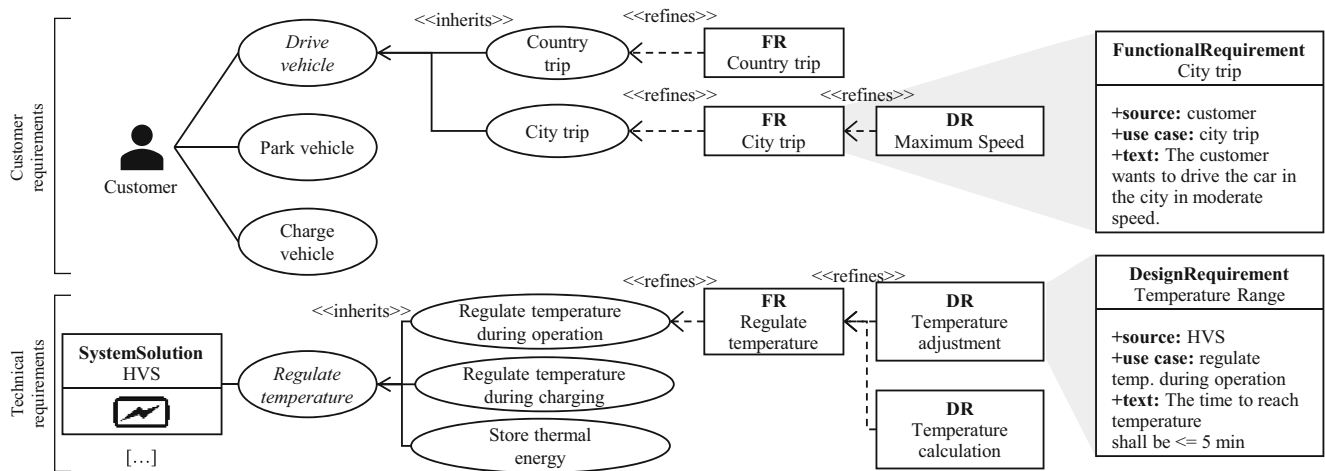 Customer
requirements
Customer
Drive
vehicle
Park vehicle
Charge
vehicle
<<inherits>>
Country
trip
City trip
<<refines>>
FR
Country trip
<<refines>>
FR
City trip
<<refines>>
DR
Maximum Speed
FunctionalRequirement
City trip
+source: customer
+use case: city trip
+text: The customer
wants to drive the car in
the city in moderate
speed.
Technical
requirements
SystemSolution
HVS
[…]
Regulate
temperature
<<inherits>>
Regulate temperature
during operation
Regulate temperature
during charging
Store thermal
energy
<<refines>>
FR
Regulate
temperature
<<refines>>
DR
Temperature
adjustment
DR
Temperature
calculation
DesignRequirement
Temperature Range
+source: HVS
+use case: regulate
temp. during operation
+text: The time to reach
temperature
shall be <= 5 min